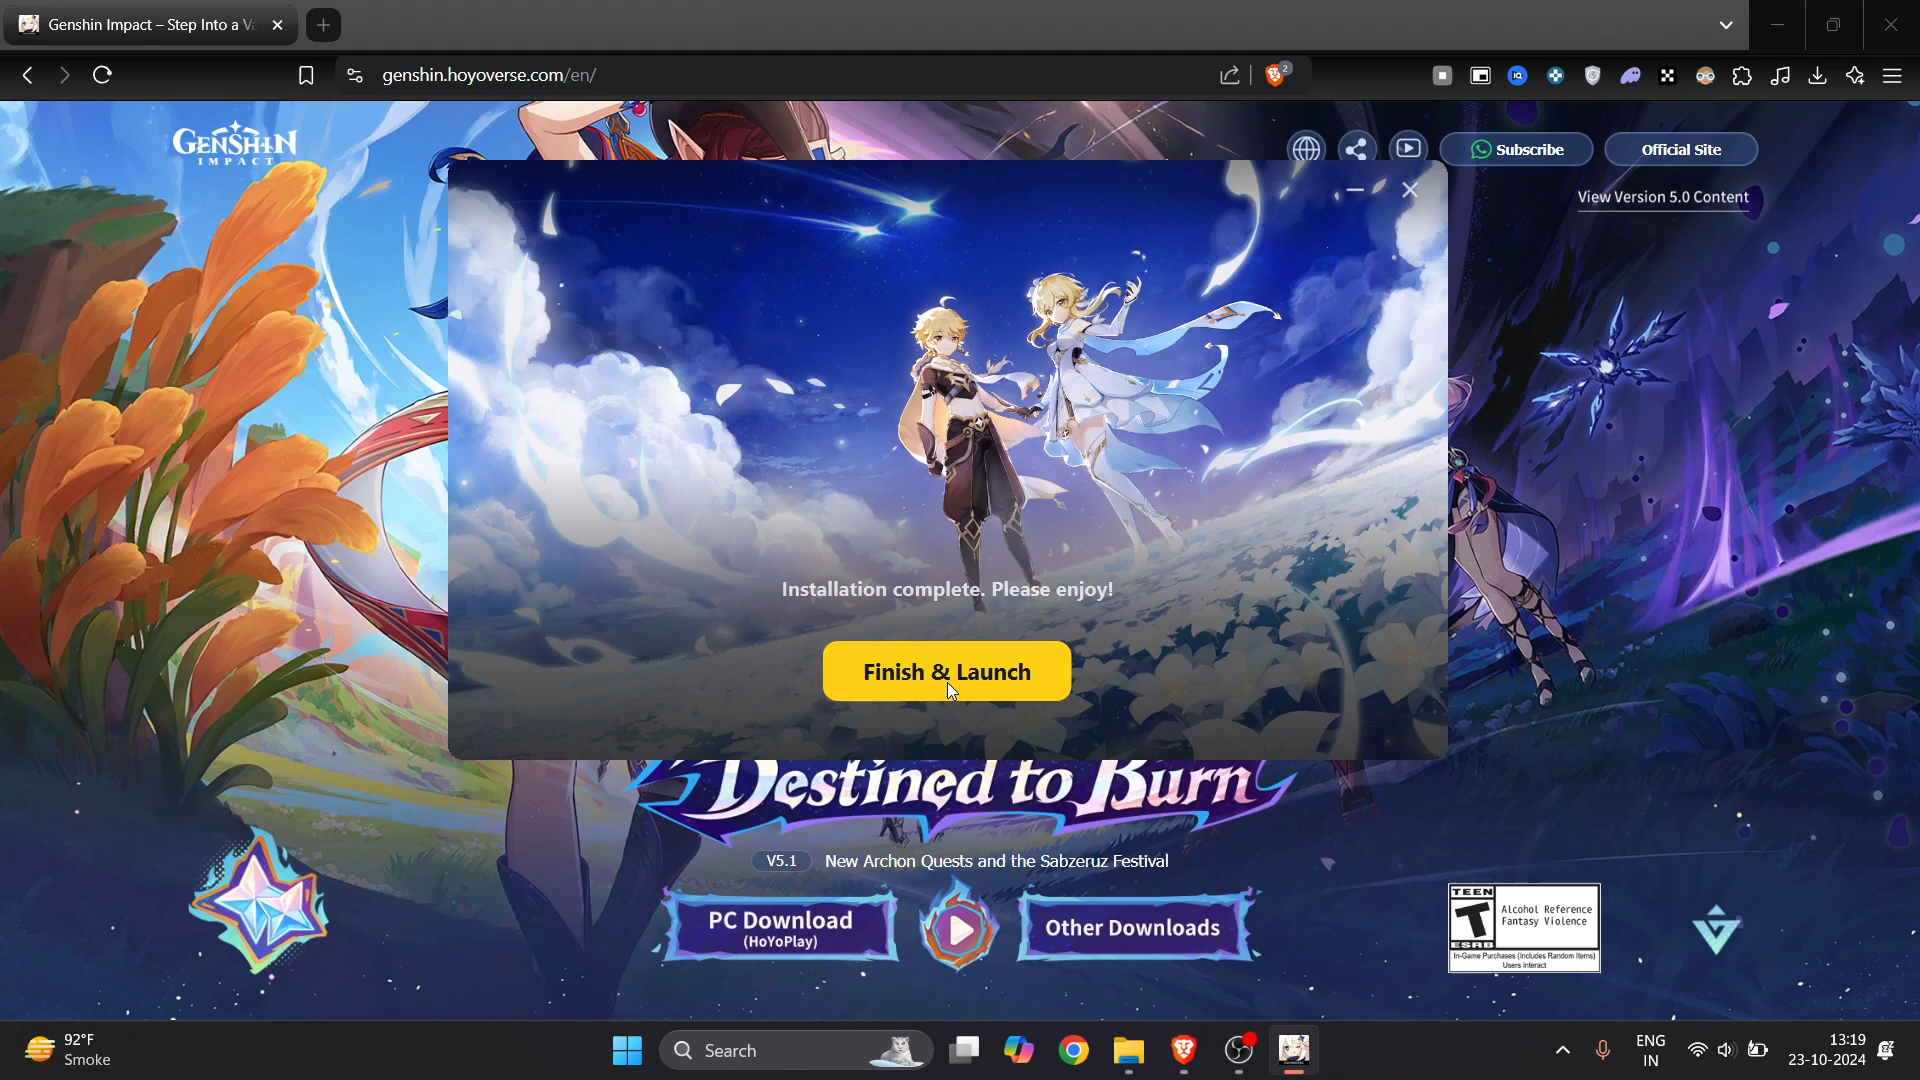 Genshin Impact – Step Into a Va
genshin.hoyoverse.com/en/
2
GENSHIN
IMPACT
Subscribe
Official Site
View Version 5.0 Content
Installation complete. Please enjoy!
Finish & Launch
Destined to Burn
V5.1 New Archon Quests and the Sabzeruz Festival
PC Download
(HoYoPlay)
Other Downloads
TEEN
T
ESRB
Alcohol Reference
Fantasy Violence
In-Game Purchases (Includes Random Items)
Users Interact
92°F
Smoke
Search
ENG
IN
13:19
23-10-2024